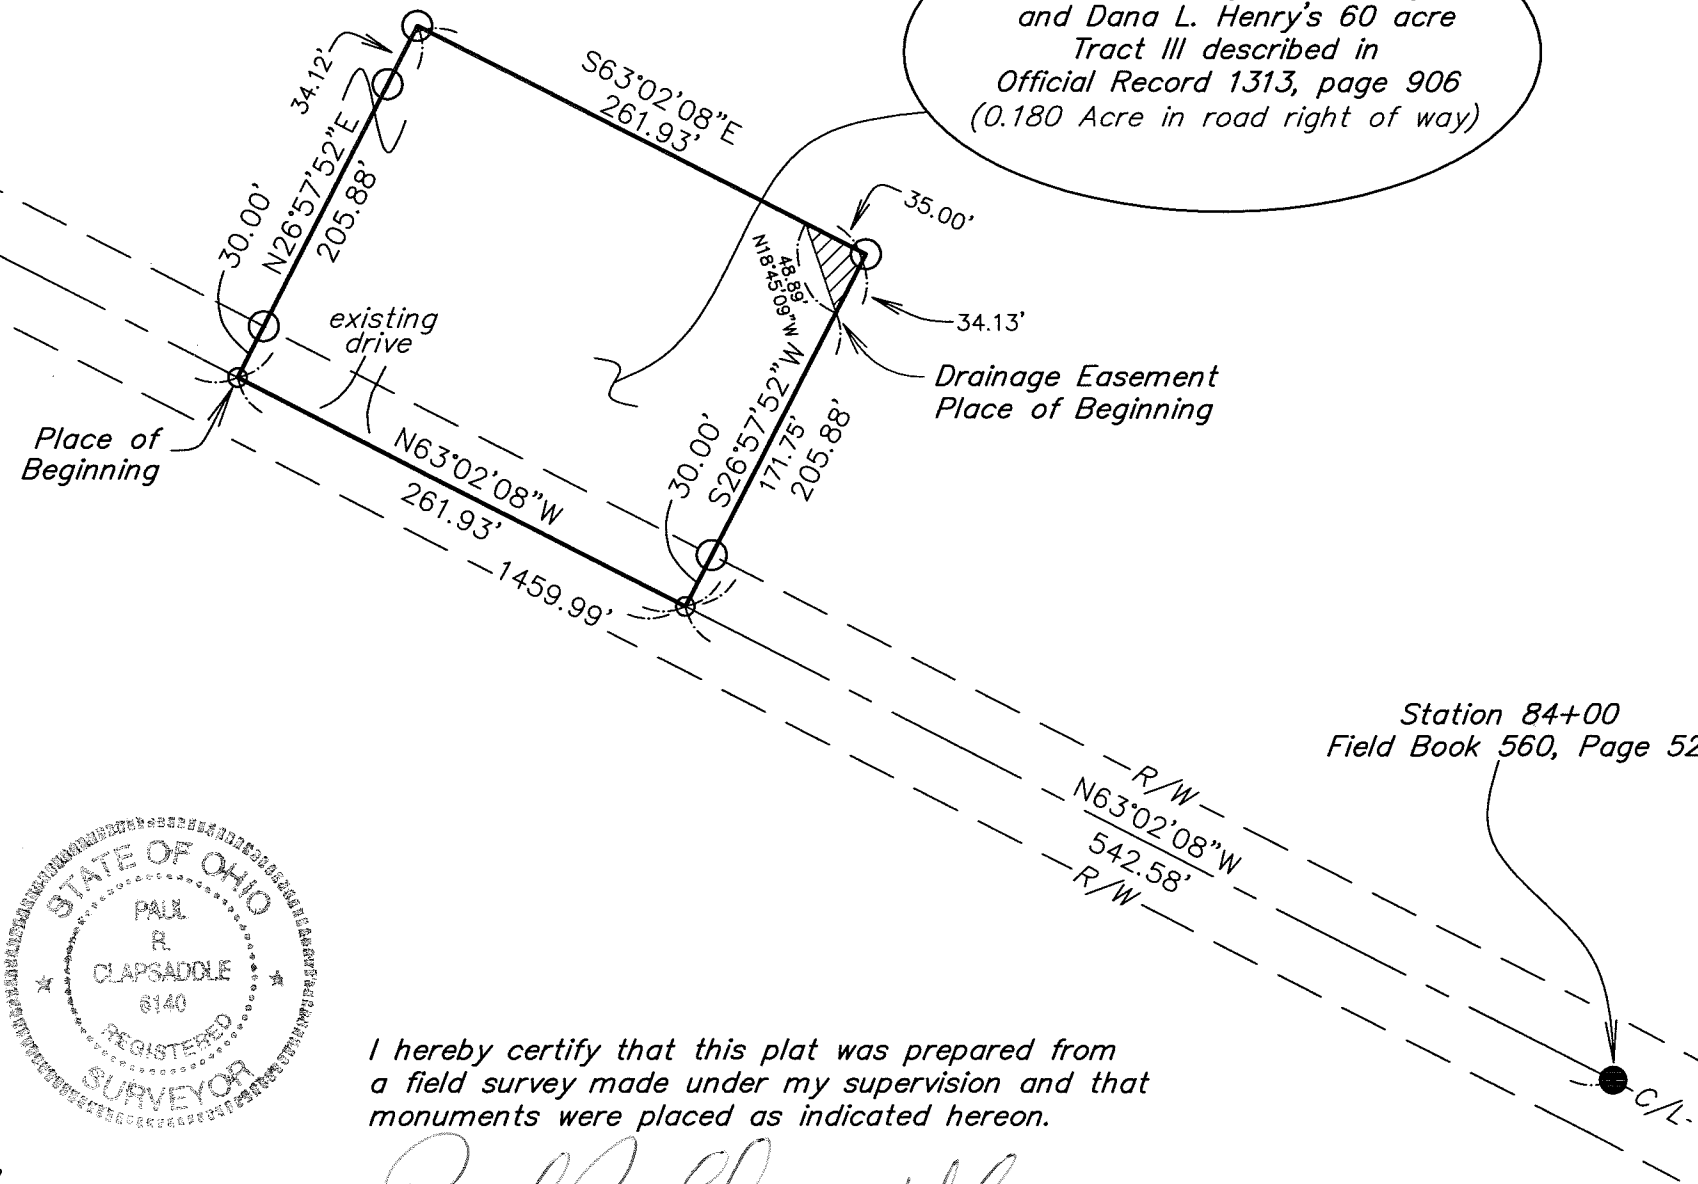 and Dana L. Henry's 60 acre
Tract III described in
Official Record 1313, page 906
(0.180 Acre in road right of way)
34.12'
S63°02'08"E
261.93'
N26°57'52"E
205.88'
30.00'
35.00'
48.89'
N18°45'09"W
34.13'
existing
drive
Drainage Easement
Place of Beginning
Place of
Beginning
N63°02'08"W
261.93'
30.00'
S26°57'52"W
171.75'
205.88'
1459.99'
Station 84+00
Field Book 560, Page 52
R/W
N63°02'08"W
542.58'
R/W
C/L
STATE OF OHIO
PAUL
R.
CLAPSADDLE
6140
REGISTERED
SURVEYOR
I hereby certify that this plat was prepared from
a field survey made under my supervision and that
monuments were placed as indicated hereon.